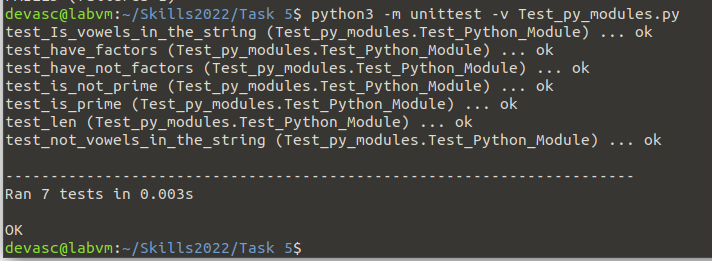 devasc@labvm:~/Skills2022/Task 5$ python3 -m unittest -v Test_py_modules.py
test_Is_vowels_in_the_string (Test_py_modules.Test_Python_Module) ... ok
test_have_factors (Test_py_modules.Test_Python_Module) ... ok
test_have_not_factors (Test_py_modules.Test_Python_Module) ... ok
test_is_not_prime (Test_py_modules.Test_Python_Module) ... ok
test_is_prime (Test_py_modules.Test_Python_Module) ... ok
test_len (Test_py_modules.Test_Python_Module) ... ok
test_not_vowels_in_the_string (Test_py_modules.Test_Python_Module) ... ok
----------------------------------------------------------------------
Ran 7 tests in 0.003s
OK
devasc@labvm:~/Skills2022/Task 5$